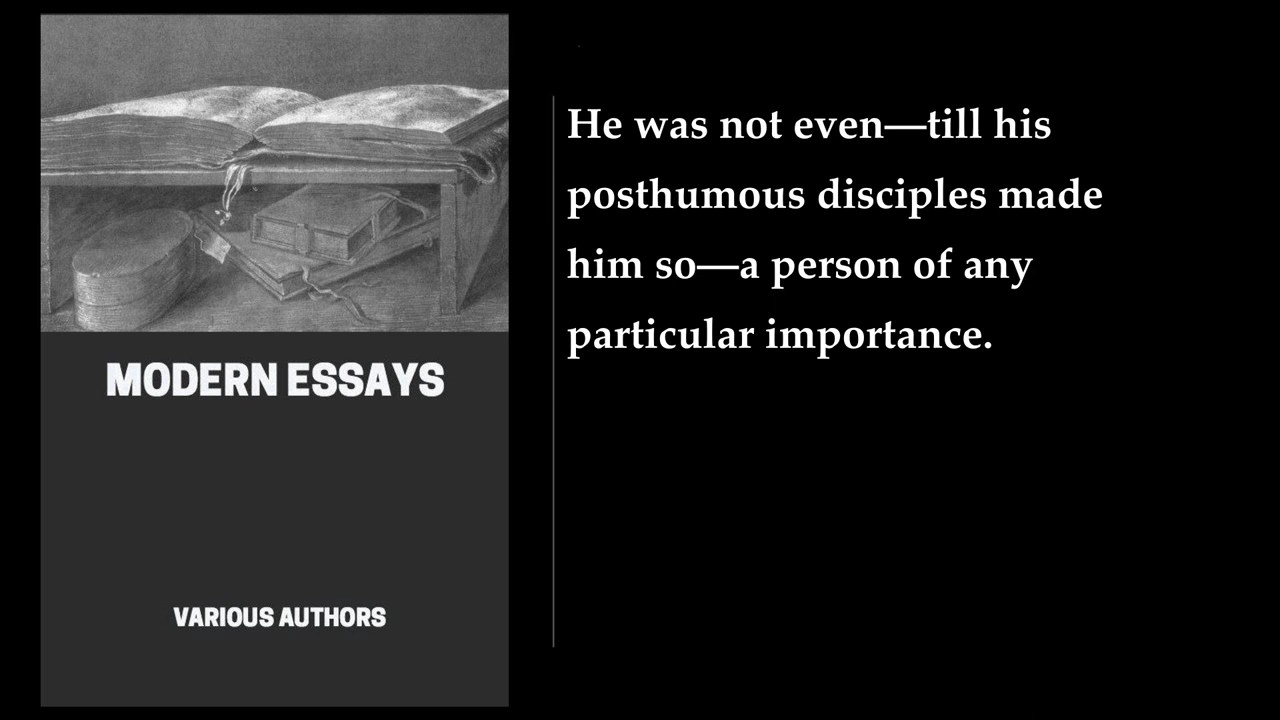 MODERN ESSAYS
VARIOUS AUTHORS
He was not even—till his
posthumous disciples made
him so—a person of any
particular importance.